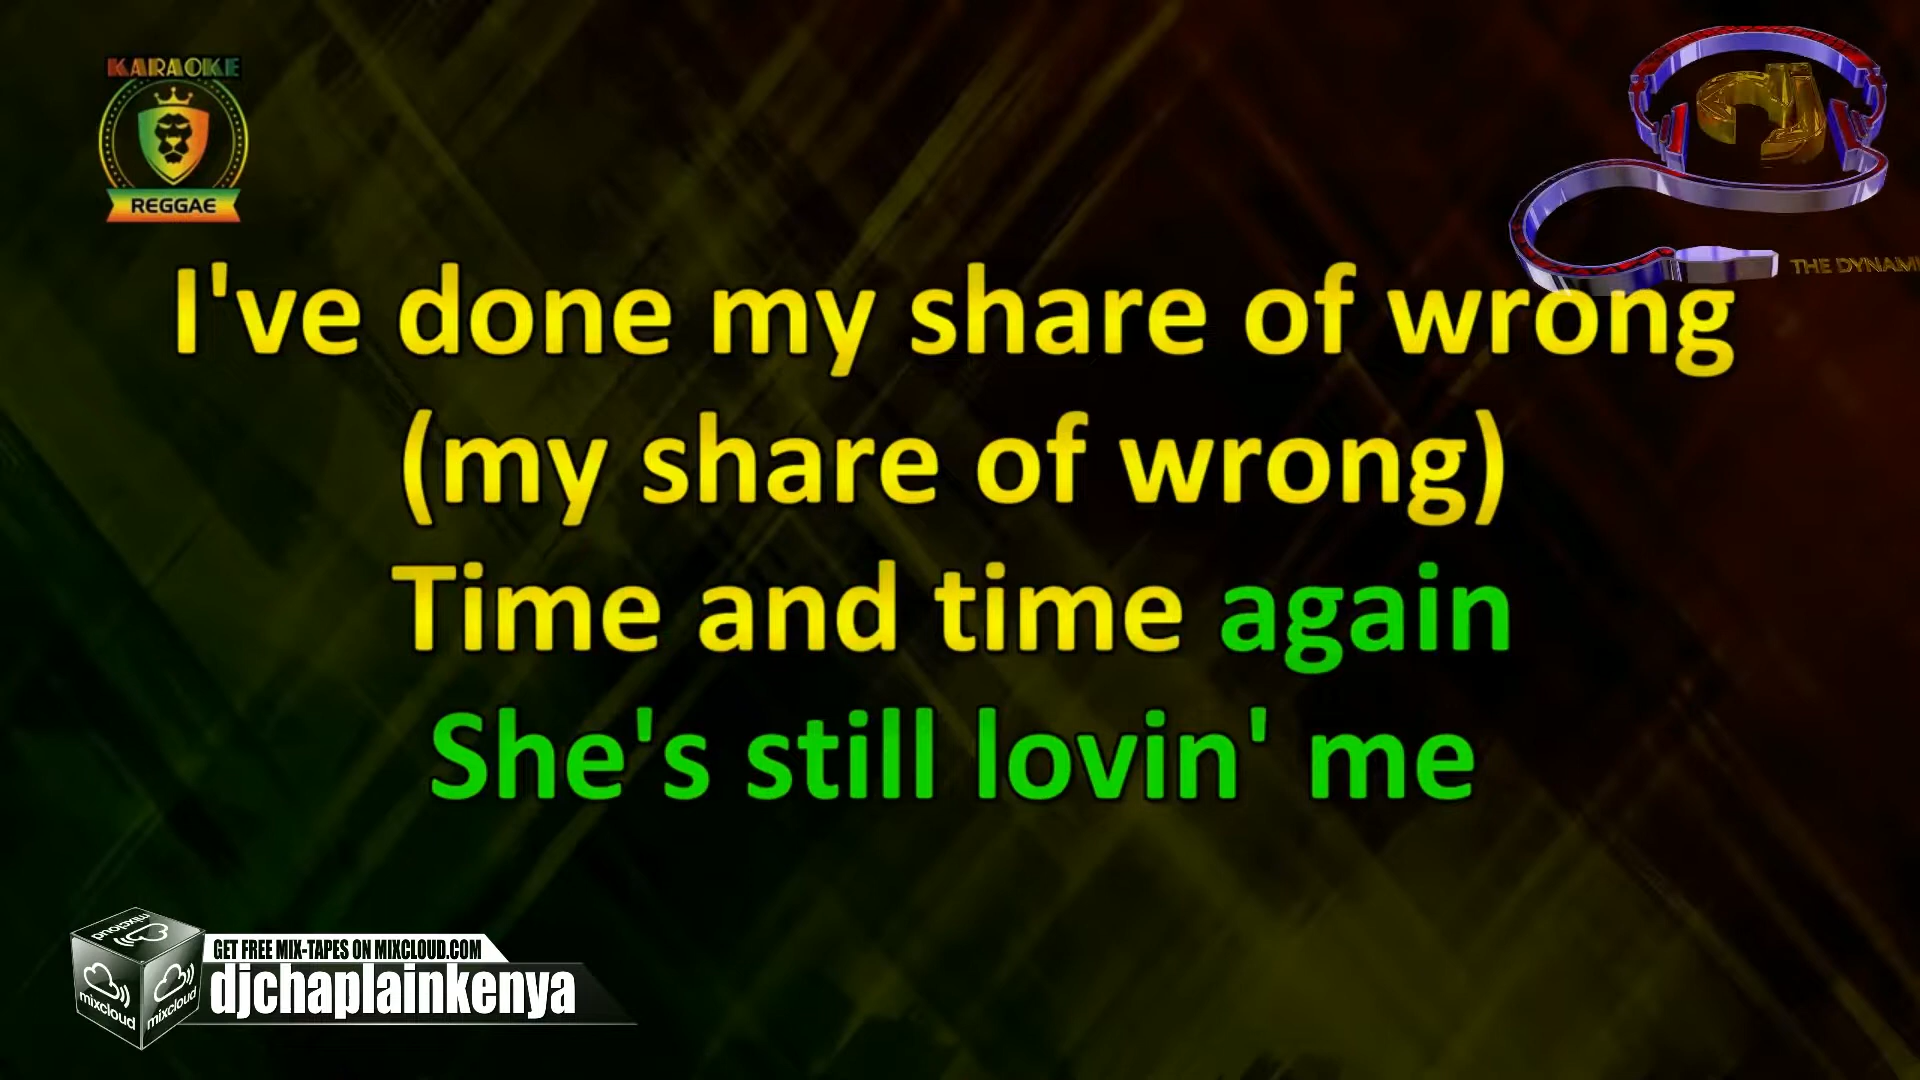 KARAOKE
REGGAE
THE DYNAMI
I've done my share of wrong
(my share of wrong)
Time and time again
She's still lovin' me
mixcloud
mixcloud
mixcloud
GET FREE MIX-TAPES ON MIXCLOUD.COM
djchaplainkenya